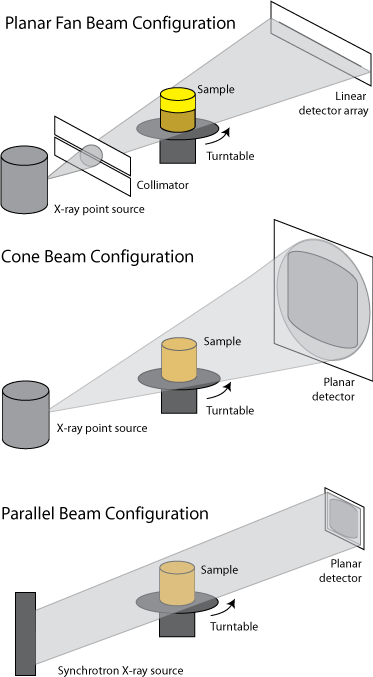 Planar Fan Beam Configuration
Sample
Linear
detector array
Turntable
Collimator
X-ray point source
Cone Beam Configuration
Sample
Planar
detector
Turntable
X-ray point source
Parallel Beam Configuration
Planar
detector
Sample
Turntable
Synchrotron X-ray source